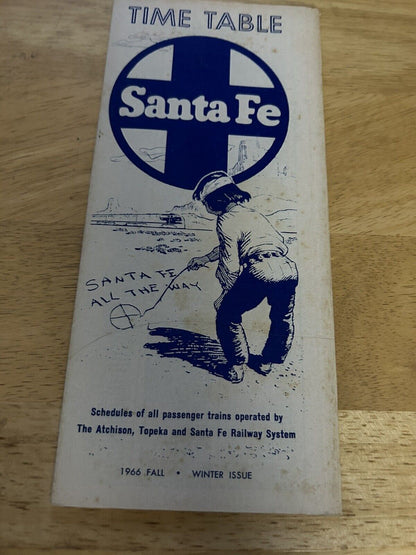 TIME TABLE
Santa Fe
SANTA FE
ALL THE WAY
Schedules of all passenger trains operated by
The Atchison, Topeka and Santa Fe Railway System
1966 FALL • WINTER ISSUE